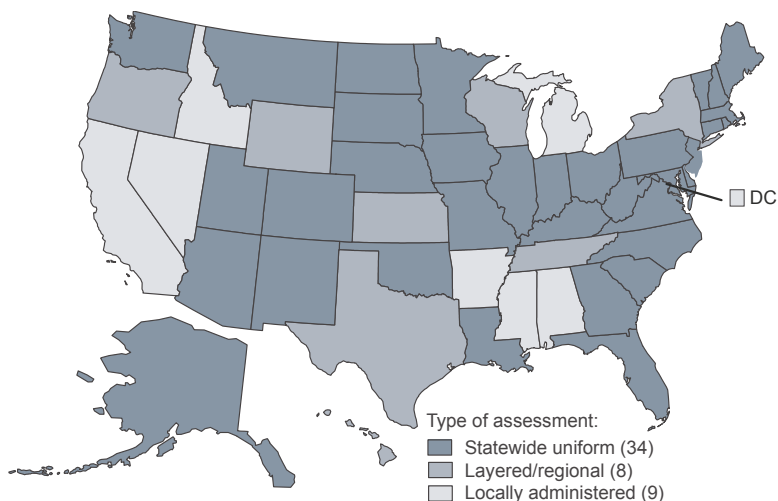 DC
Type of assessment:
Statewide uniform (34)
Layered/regional (8)
Locally administered (9)